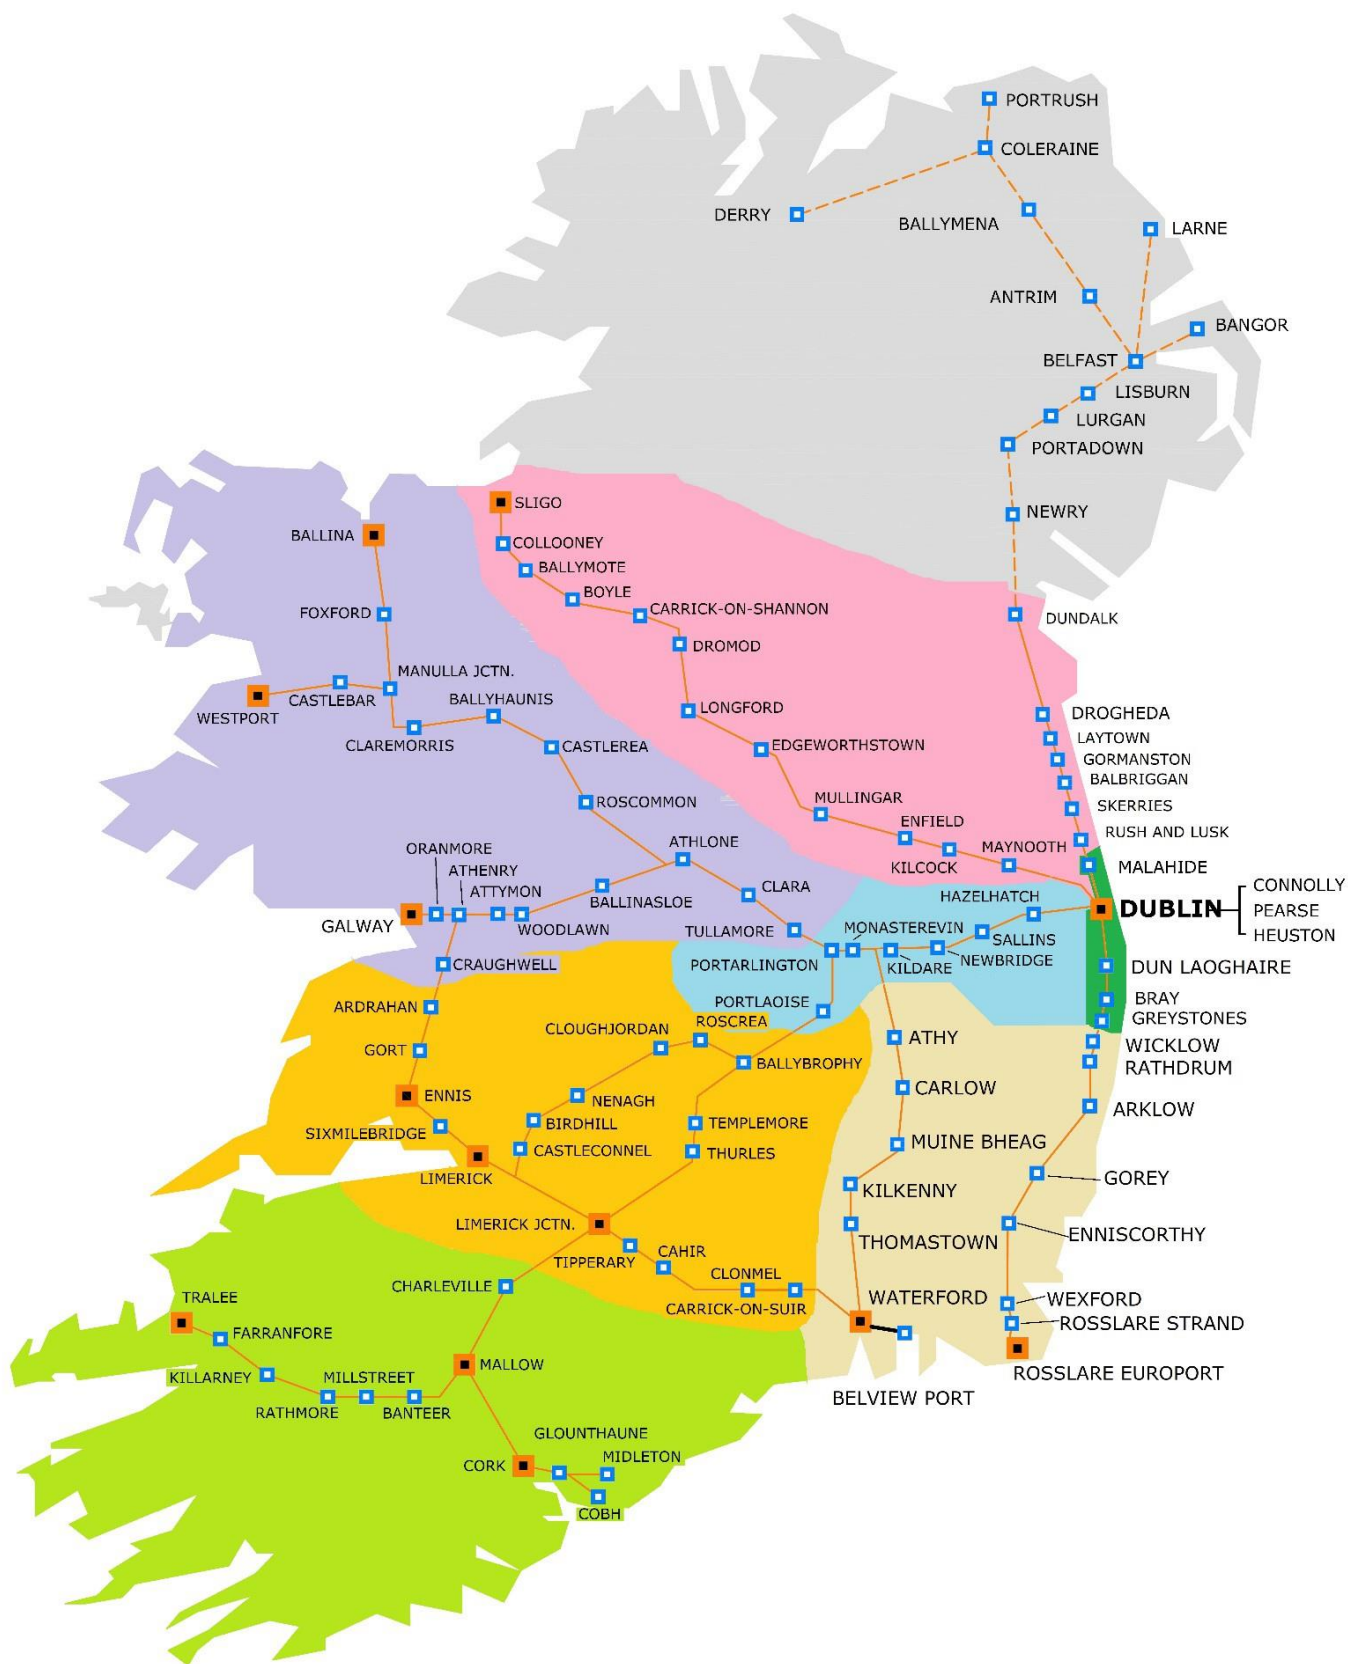 PORTRUSH
COLERAINE
DERRY
BALLYMENA
LARNE
ANTRIM
BANGOR
BELFAST
LISBURN
LURGAN
PORTADOWN
SLIGO
NEWRY
BALLINA
COLLOONEY
BALLYMOTE
BOYLE
CARRICK-ON-SHANNON
FOXFORD
DUNDALK
DROMOD
MANULLA JCTN.
BALLYHAUNIS
CASTLEBAR
WESTPORT
LONGFORD
DROGHEDA
CLAREMORRIS
CASTLEREA
EDGEWORTHSTOWN
LAYTOWN
GORMANSTON
BALBRIGGAN
ROSCOMMON
MULLINGAR
SKERRIES
ENFIELD
RUSH AND LUSK
ORANMORE
ATHLONE
MAYNOOTH
KILCOCK
MALAHIDE
ATHENRY
ATTYMON
BALLINASLOE
CLARA
HAZELHATCH
CONNOLLY
DUBLIN
PEARSE
HEUSTON
GALWAY
WOODLAWN
TULLAMORE
MONASTEREVIN
SALLINS
NEWBRIDGE
KILDARE
PORTARLINGTON
CRAUGHWELL
DUN LAOGHAIRE
BRAY
ARDRAHAN
PORTLAOISE
GREYSTONES
CLOUGHJORDAN
ROSCREA
ATHY
WICKLOW
GORT
BALLYBROPHY
RATHDRUM
ENNIS
NENAGH
CARLOW
ARKLOW
SIXMILEBRIDGE
BIRDHILL
TEMPLEMORE
MUINE BHEAG
CASTLECONNEL
THURLES
LIMERICK
GOREY
KILKENNY
LIMERICK JCTN.
THOMASTOWN
ENNISCORTHY
TIPPERARY
CAHIR
CLONMEL
CHARLEVILLE
CARRICK-ON-SUIR
WATERFORD
WEXFORD
TRALEE
ROSSLARE STRAND
FARRANFORE
MALLOW
ROSSLARE EUROPORT
KILLARNEY
MILLSTREET
RATHMORE
BANTEER
BELVIEW PORT
GLOUNTHAUNE
MIDLETON
CORK
COBH